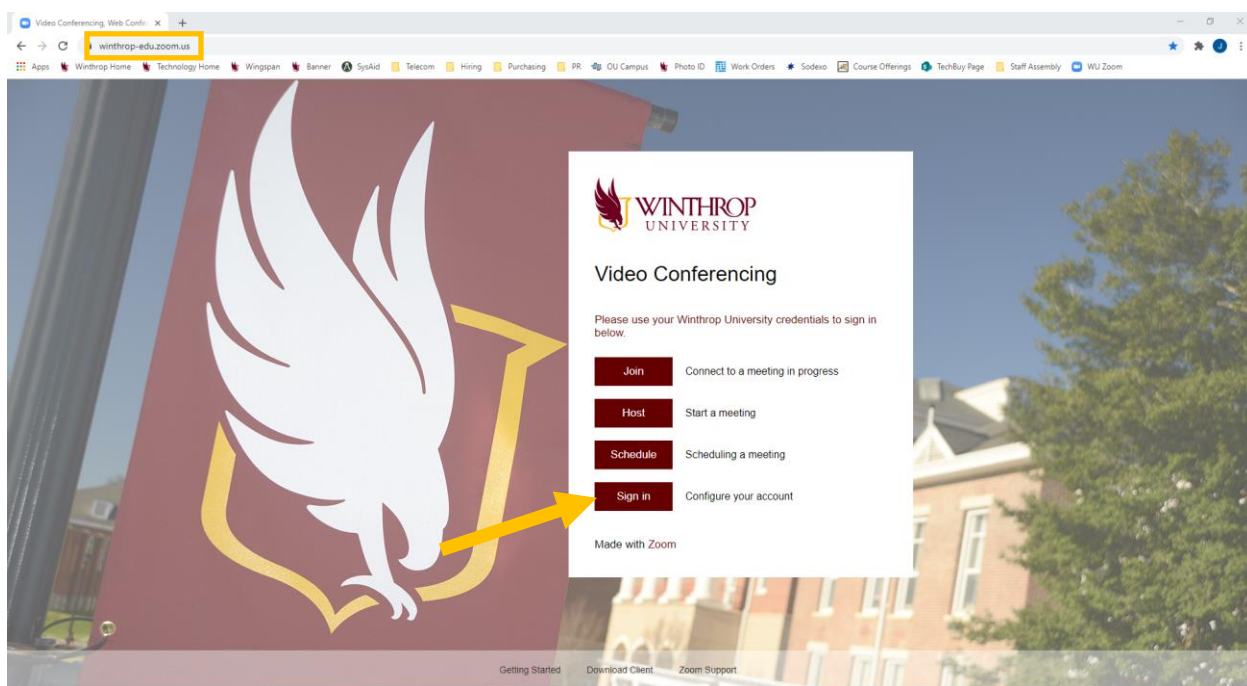 Video Conferencing, Web Confe
winthrop-edu.zoom.us
J
Apps Winthrop Home Technology Home Wingspan Banner SysAid Telecom Hiring Purchasing PR OU Campus Photo ID Work Orders Sodexo Course Offerings TechBuy Page Staff Assembly WU Zoom
WINTHROP
UNIVERSITY
Video Conferencing
Please use your Winthrop University credentials to sign in
below.
Join Connect to a meeting in progress
Host Start a meeting
Schedule Scheduling a meeting
Sign in Configure your account
Made with Zoom
Getting Started Download Client Zoom Support